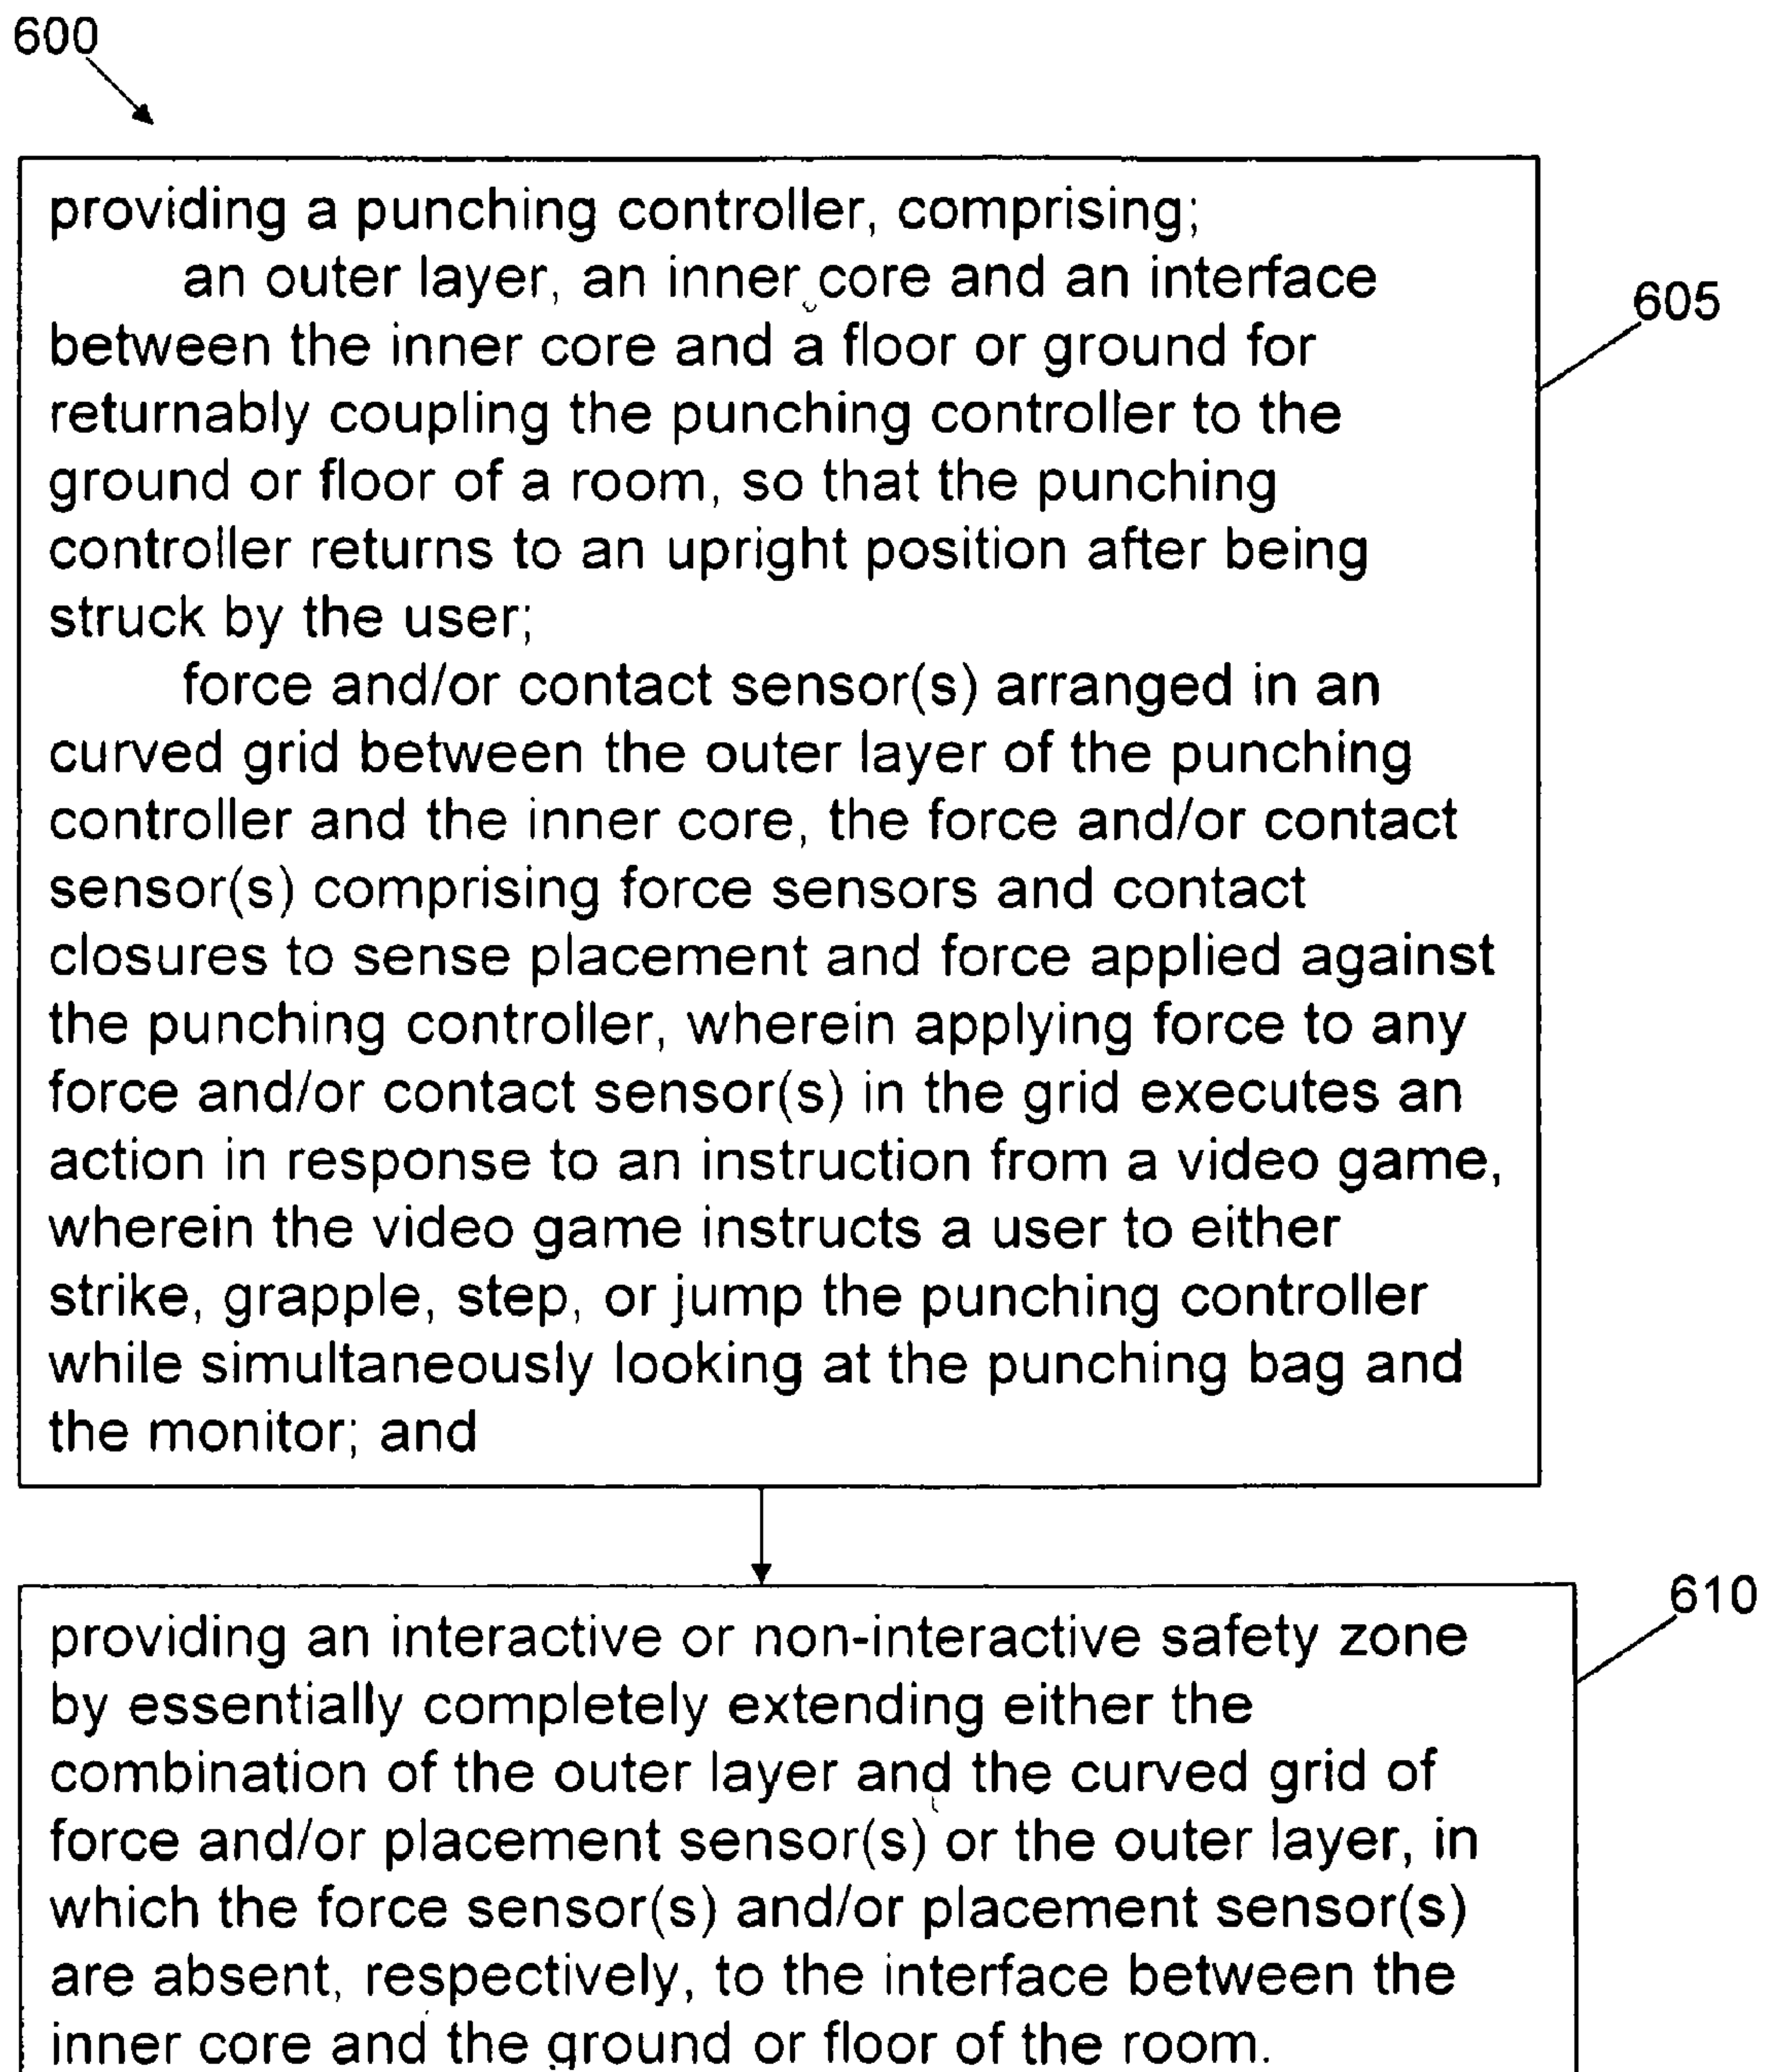 600
providing a punching controller, comprising;
an outer layer, an inner core and an interface
between the inner core and a floor or ground for
returnably coupling the punching controller to the
ground or floor of a room, so that the punching
controller returns to an upright position after being
struck by the user;
force and/or contact sensor(s) arranged in an
curved grid between the outer layer of the punching
controller and the inner core, the force and/or contact
sensor(s) comprising force sensors and contact
closures to sense placement and force applied against
the punching controller, wherein applying force to any
force and/or contact sensor(s) in the grid executes an
action in response to an instruction from a video game,
wherein the video game instructs a user to either
strike, grapple, step, or jump the punching controller
while simultaneously looking at the punching bag and
the monitor; and
605
providing an interactive or non-interactive safety zone
by essentially completely extending either the
combination of the outer layer and the curved grid of
force and/or placement sensor(s) or the outer layer, in
which the force sensor(s) and/or placement sensor(s)
are absent, respectively, to the interface between the
inner core and the ground or floor of the room.
610